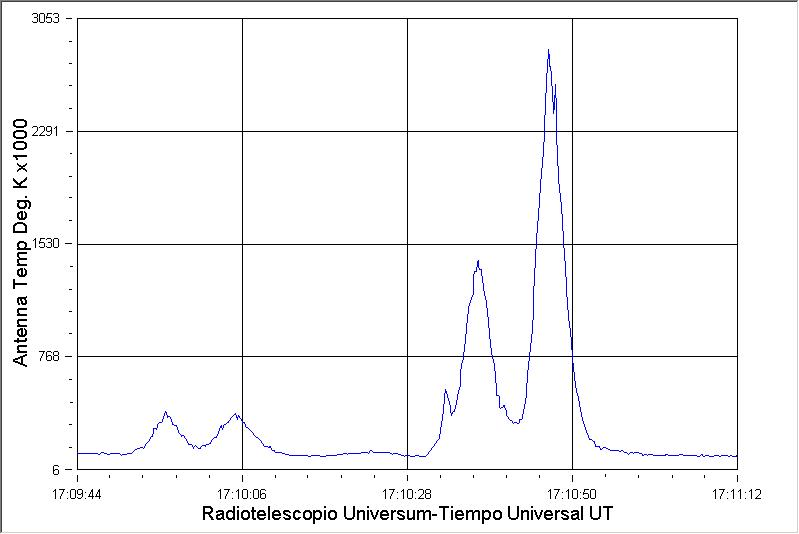 3053
2291
1530
768
6
Antenna Temp Deg. K x1000
17:09:44 17:10:06 17:10:28 17:10:50 17:11:12
Radiotelescopio Universum-Tiempo Universal UT